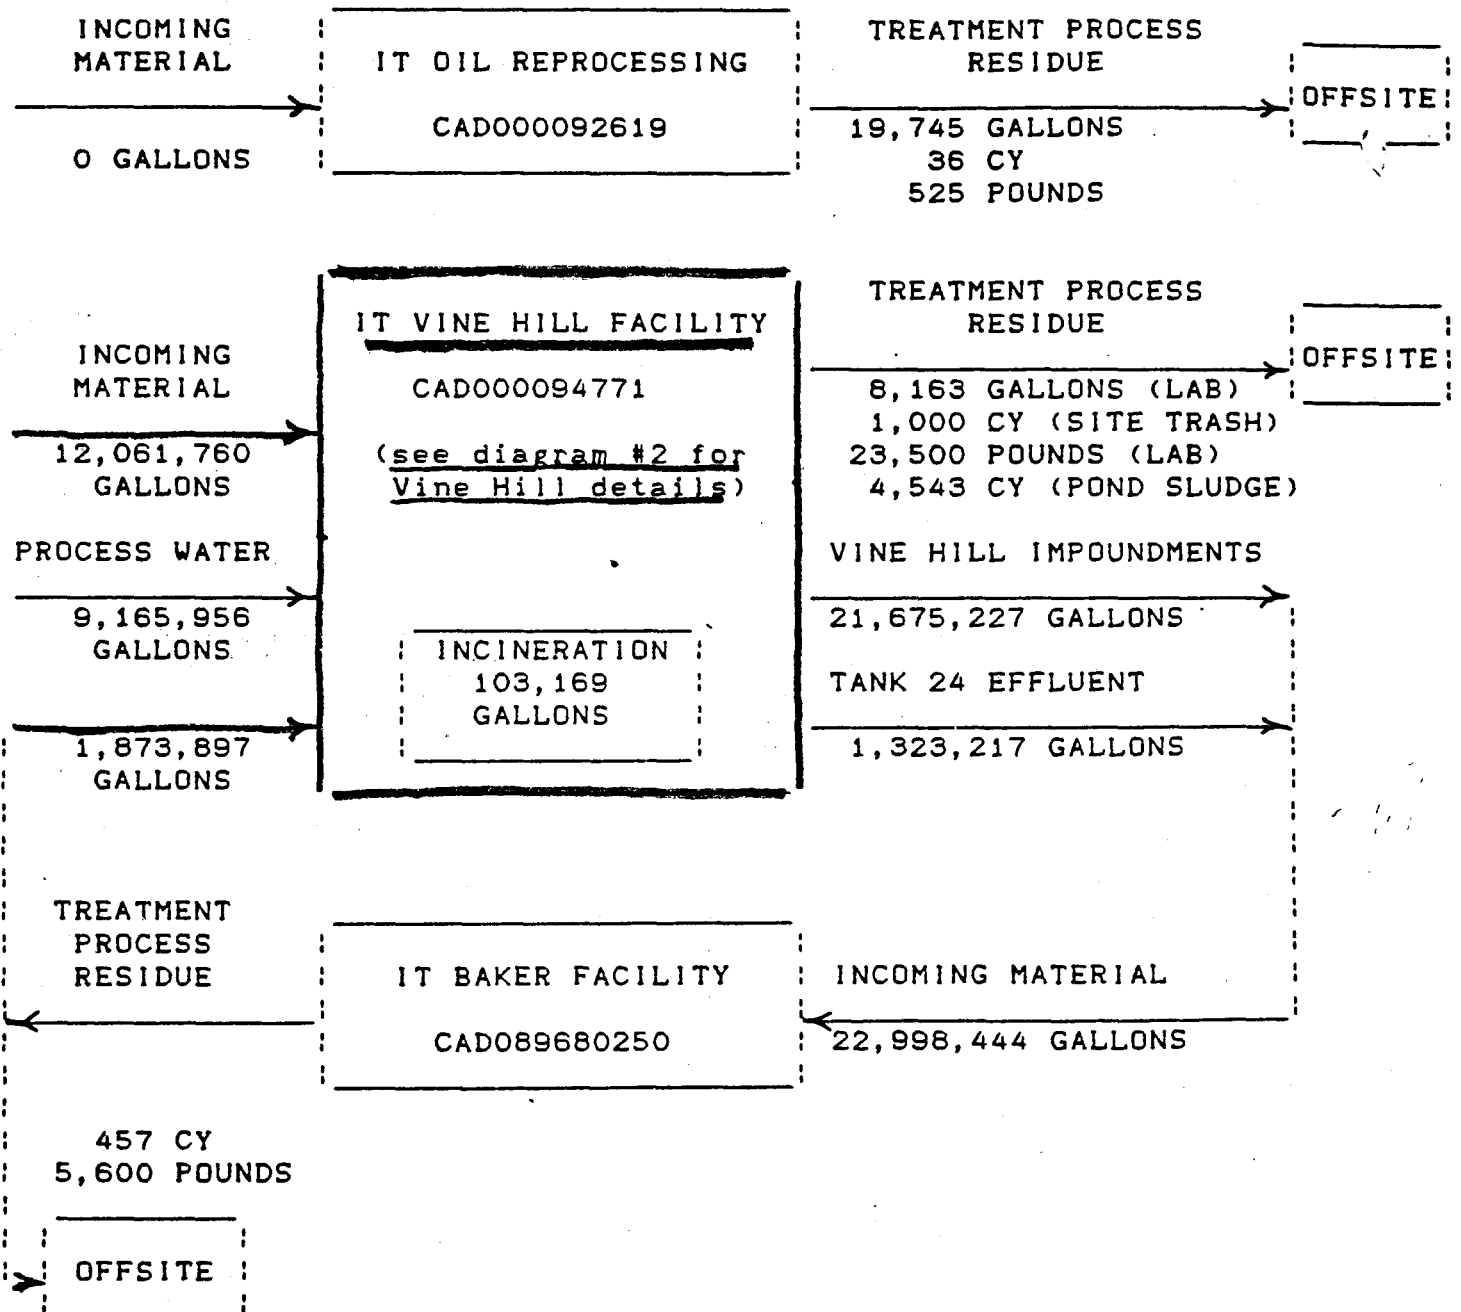 INCOMING
MATERIAL
0 GALLONS
IT OIL REPROCESSING
CAD000092619
TREATMENT PROCESS
RESIDUE
19,745 GALLONS
36 CY
525 POUNDS
OFFSITE
INCOMING
MATERIAL
12,061,760
GALLONS
PROCESS WATER
9,165,956
GALLONS
1,873,897
GALLONS
IT VINE HILL FACILITY
CAD000094771
(see diagram #2 for
Vine Hill details)
INCINERATION
103,169
GALLONS
TREATMENT PROCESS
RESIDUE
8,163 GALLONS (LAB)
1,000 CY (SITE TRASH)
23,500 POUNDS (LAB)
4,543 CY (POND SLUDGE)
OFFSITE
VINE HILL IMPOUNDMENTS
21,675,227 GALLONS
TANK 24 EFFLUENT
1,323,217 GALLONS
TREATMENT
PROCESS
RESIDUE
IT BAKER FACILITY
CAD089680250
INCOMING MATERIAL
22,998,444 GALLONS
457 CY
5,600 POUNDS
OFFSITE